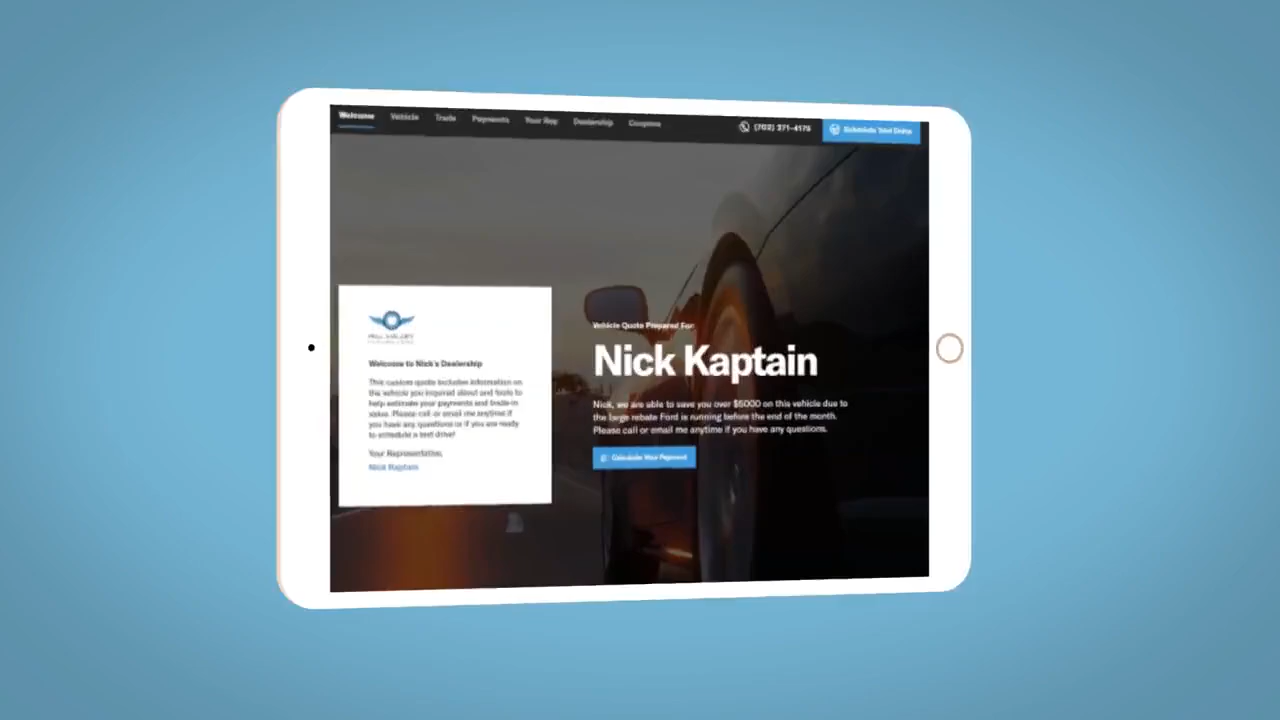 Welcome Vehicle Trade Payments Your Rep Dealership Coupons (702) 271-4175 Schedule Test Drive
Welcome to Nick's Dealership
This custom quote includes information on
the vehicle you inquired about and tools to
help estimate your payments and trade-in
value. Please call or email me anytime if
you have any questions or if you are ready
to schedule a test drive!
Your Representative,
Nick Kaptain
Vehicle Quote Prepared For:
Nick Kaptain
Nick, we are able to save you over $5000 on this vehicle due to
the large rebate Ford is running before the end of the month.
Please call or email me anytime if you have any questions.
Calculate Your Payment